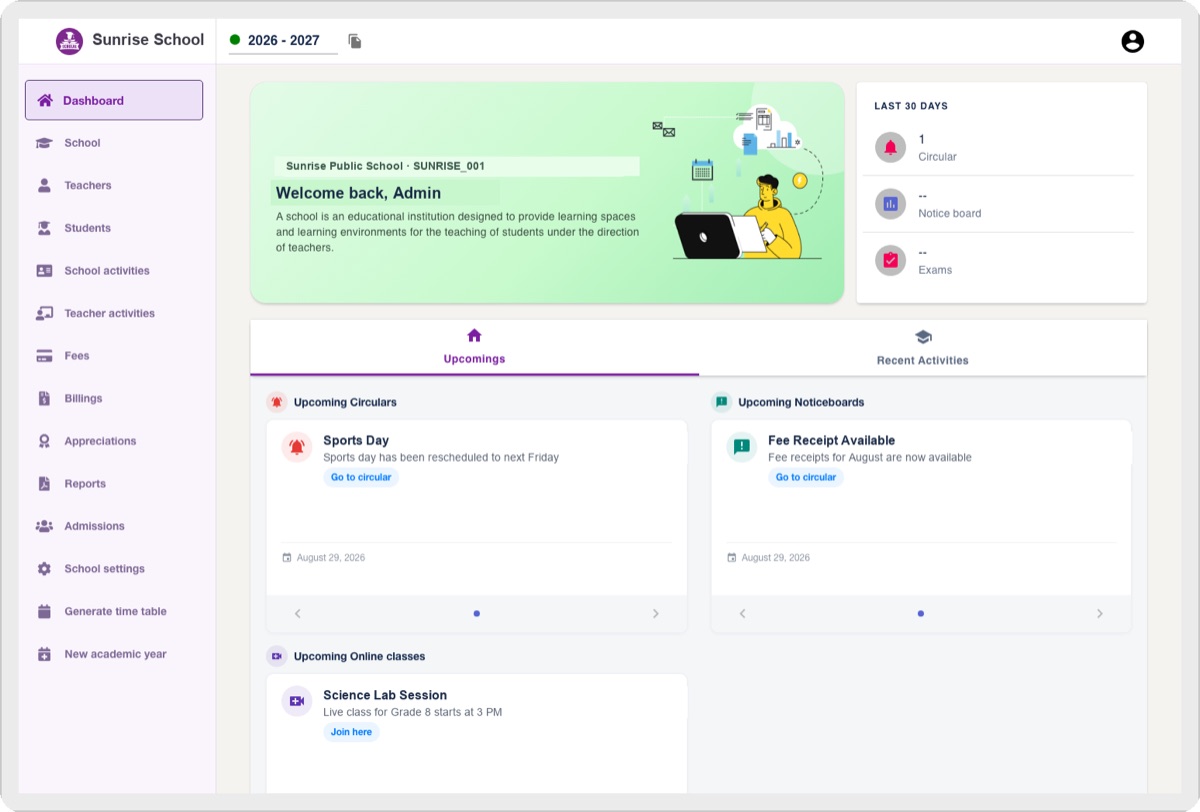 Sunrise School
2026 - 2027
Dashboard
School
Teachers
Students
School activities
Teacher activities
Fees
Billings
Appreciations
Reports
Admissions
School settings
Generate time table
New academic year
Sunrise Public School · SUNRISE_001
Welcome back, Admin
A school is an educational institution designed to provide learning spaces
and learning environments for the teaching of students under the direction
of teachers.
LAST 30 DAYS
1
Circular
--
Notice board
--
Exams
Upcomings
Recent Activities
Upcoming Circulars
Sports Day
Sports day has been rescheduled to next Friday
Go to circular
August 29, 2026
Upcoming Noticeboards
Fee Receipt Available
Fee receipts for August are now available
Go to circular
August 29, 2026
Upcoming Online classes
Science Lab Session
Live class for Grade 8 starts at 3 PM
Join here